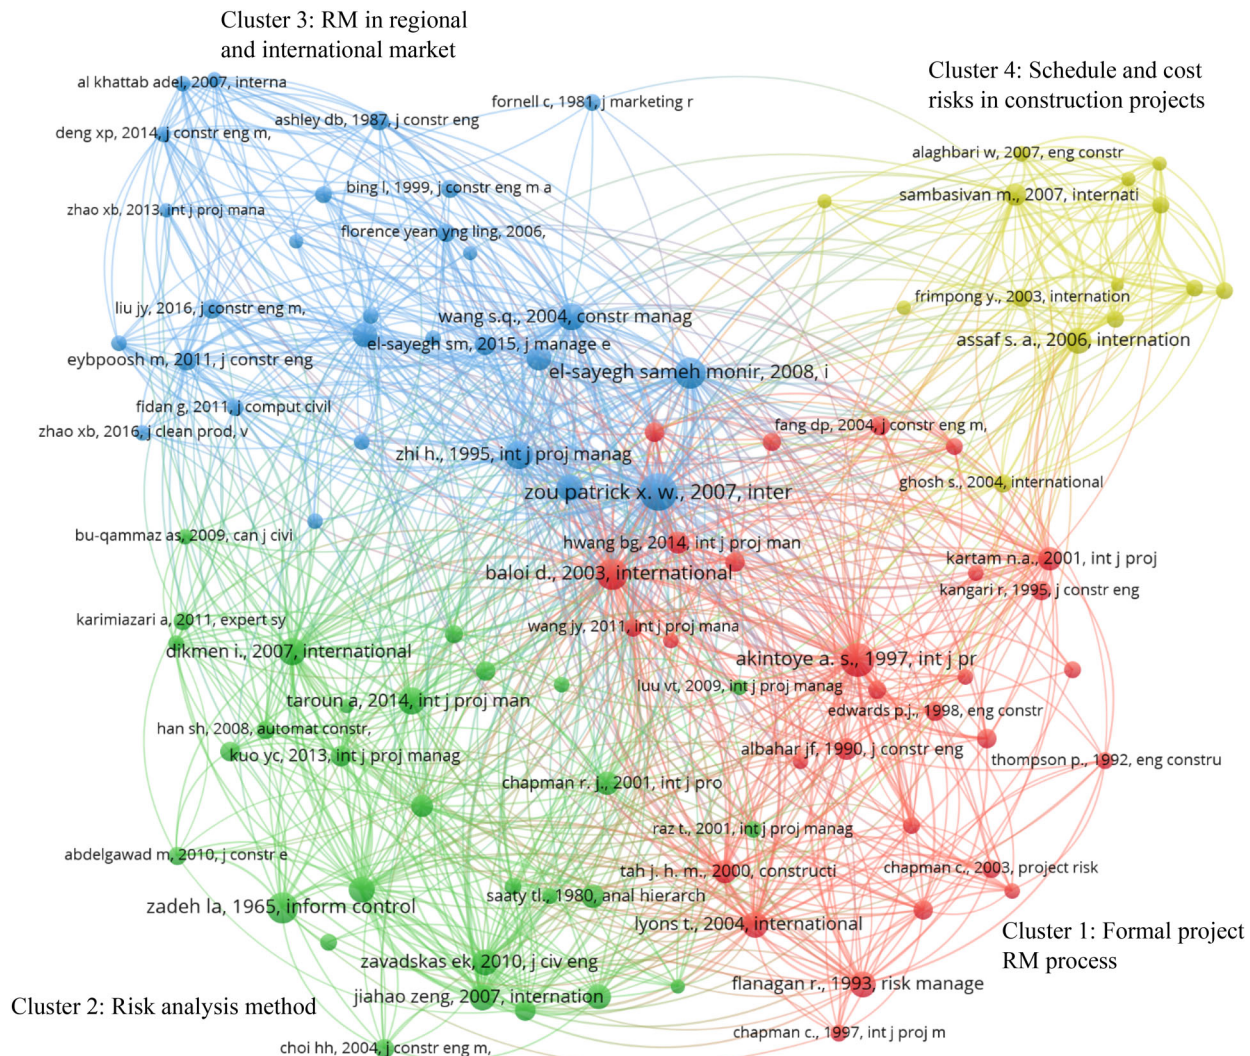 Cluster 3: RM in regional
and international market
Cluster 4: Schedule and cost
risks in construction projects
al khattab adel, 2007, interna
fornell c, 1981, j marketing r
ashley db, 1987, j constr eng
deng xp, 2014, j constr eng m,
alaghbari w, 2007, eng constr
bing l, 1999, j constr eng m a
sambasivan m., 2007, internati
zhao xb, 2013, int j proj mana
florence yean yng ling, 2006,
frimpong y., 2003, internation
liu jy, 2016, j constr eng m,
wang s.q., 2004, constr manag
assaf s. a., 2006, internation
el-sayegh sm, 2015, j manage e
eybpoosh m, 2011, j constr eng
el-sayegh sameh monir, 2008, i
fidan g, 2011, j comput civil
fang dp, 2004, j constr eng m,
zhao xb, 2016, j clean prod, v
zhi h., 1995, int j proj manag
ghosh s., 2004, international
zou patrick x. w., 2007, inter
bu-qammaz as, 2009, can j civi
hwang bg, 2014, int j proj man
kartam n.a., 2001, int j proj
baloi d., 2003, international
kangari r, 1995, j constr eng
karimiazari a, 2011, expert sy
wang jy, 2011, int j proj mana
dikmen i., 2007, international
akintoye a. s., 1997, int j pr
luu vt, 2009, int j proj manag
taroun a, 2014, int j proj man
edwards p.j., 1998, eng constr
han sh, 2008, automat constr,
albahar jf, 1990, j constr eng
kuo yc, 2013, int j proj manag
thompson p., 1992, eng constru
chapman r. j., 2001, int j pro
raz t., 2001, int j proj manag
abdelgawad m, 2010, j constr e
tah j. h. m., 2000, constructi
chapman c., 2003, project risk
saaty tl., 1980, anal hierarch
zadeh la, 1965, inform control
lyons t., 2004, international
Cluster 1: Formal project
RM process
zavadskas ek, 2010, j civ eng
flanagan r., 1993, risk manage
jiahao zeng, 2007, internation
Cluster 2: Risk analysis method
chapman c., 1997, int j proj m
choi hh, 2004, j constr eng m,